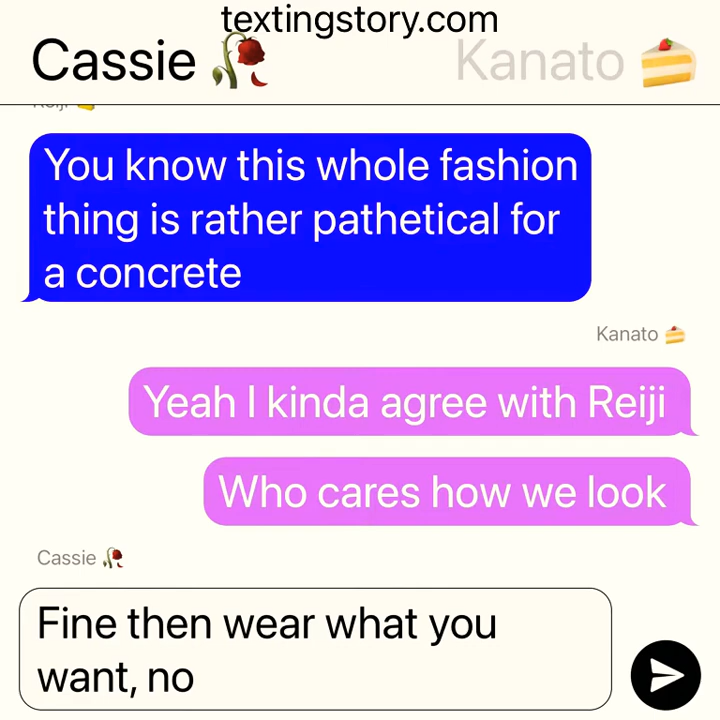 textingstory.com
Cassie 🥀 Kanato 🍰
You know this whole fashion
thing is rather pathetical for
a concrete
Kanato 🍰
Yeah I kinda agree with Reiji
Who cares how we look
Cassie 🥀
Fine then wear what you
want, no